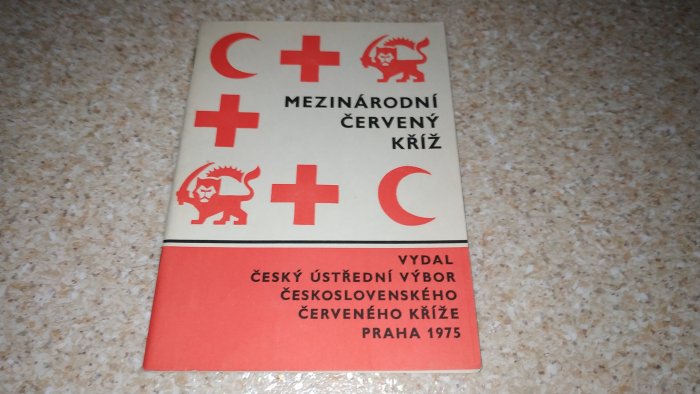 MEZINÁRODNÍ
ČERVENÝ
KŘÍŽ
VYDAL
ČESKÝ ÚSTŘEDNÍ VÝBOR
ČESKOSLOVENSKÉHO
ČERVENÉHO KŘÍŽE
PRAHA 1975